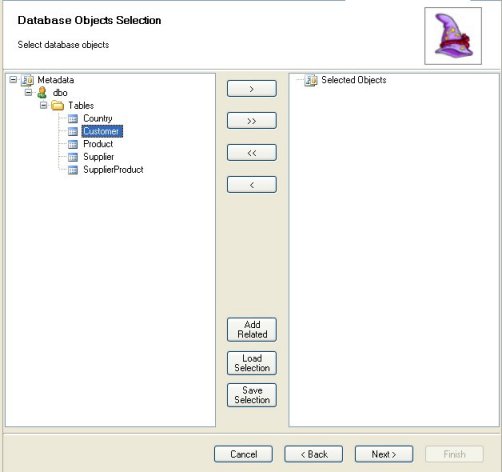 Database Objects Selection
Select database objects
Metadata
dbo
Tables
Country
Customer
Product
Supplier
SupplierProduct
>
>>
<<
<
Add
Related
Load
Selection
Save
Selection
Selected Objects
Cancel
< Back
Next >
Finish